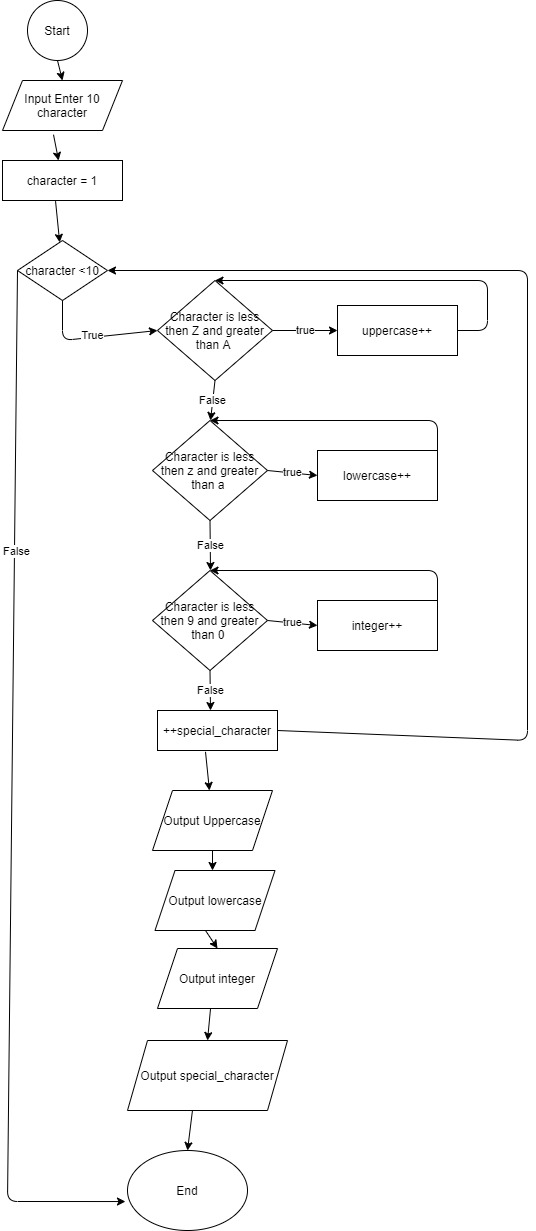 Start
Input Enter 10
character
character = 1
character <10
True
Character is less
then Z and greater
than A
true
uppercase++
False
Character is less
then z and greater
than a
true
lowercase++
False
False
Character is less
then 9 and greater
than 0
true
integer++
False
++special_character
Output Uppercase
Output lowercase
Output integer
Output special_character
End